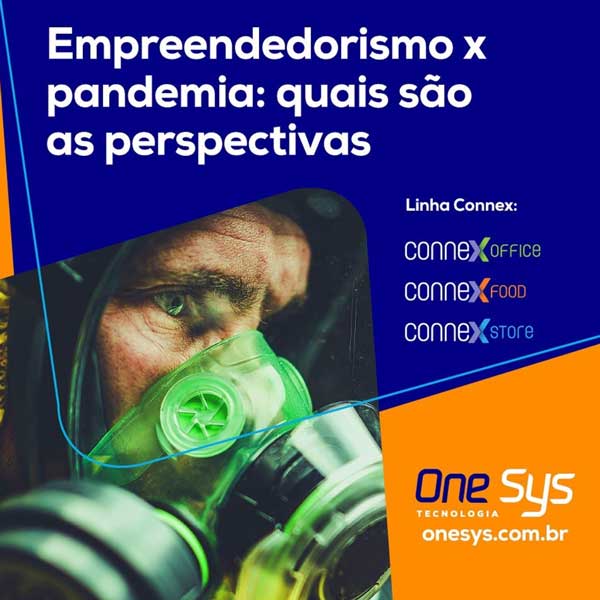 Empreendedorismo x
pandemia: quais são
as perspectivas
Linha Connex:
conneX OFFICE
conneX FOOD
conneX STORE
One Sys
TECNOLOGIA
onesys.com.br